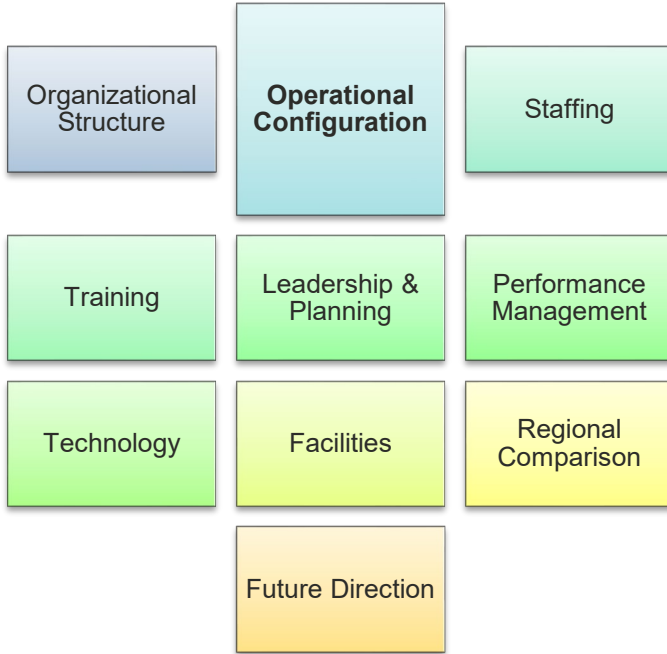 Organizational
Structure
Operational
Configuration
Staffing
Training
Leadership &
Planning
Performance
Management
Technology
Facilities
Regional
Comparison
Future Direction